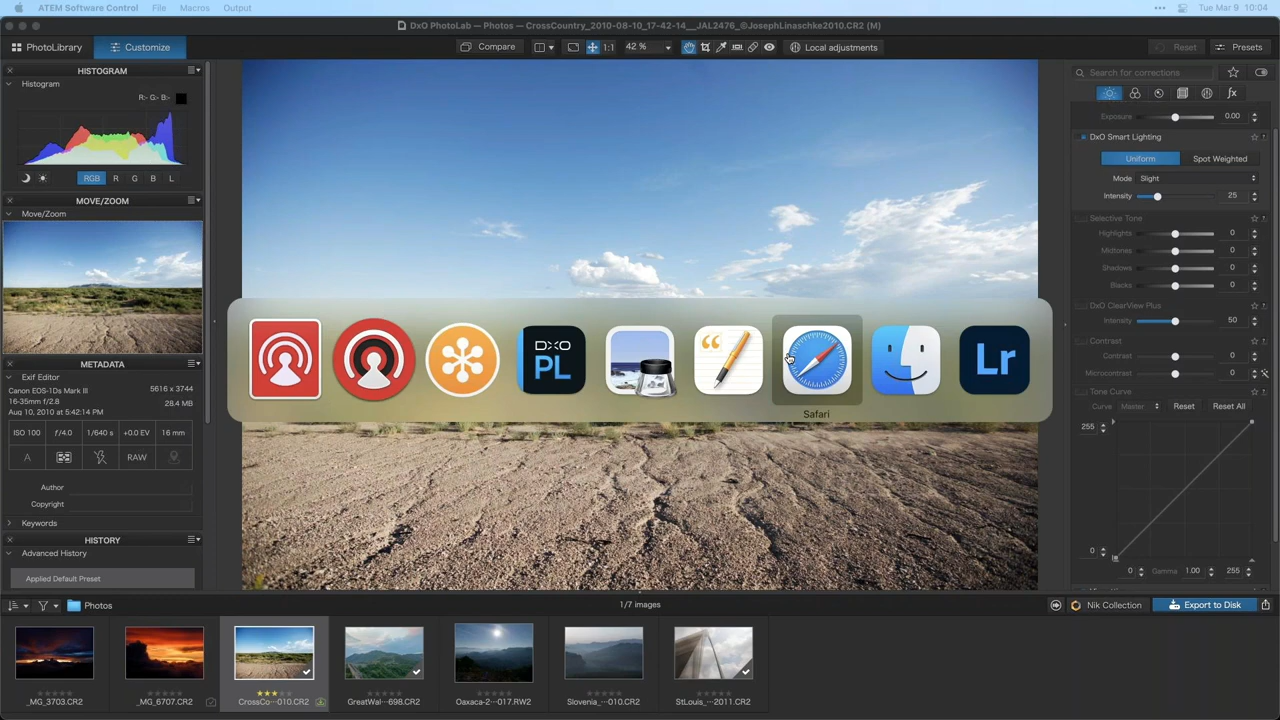 ATEM Software Control File Macros Output
Tue Mar 9 10:04
DxO PhotoLab — Photos — CrossCountry_2010-08-10_17-42-14__JAL2476_©JosephLinaschke2010.CR2 (M)
PhotoLibrary Customize Compare 1:1 42 % Local adjustments Reset Presets
HISTOGRAM
Histogram
R:- G:- B:-
RGB R G B L
MOVE/ZOOM
Move/Zoom
METADATA
Exif Editor
Canon EOS-1Ds Mark III 5616 x 3744
16-35mm f/2.8 28.4 MB
Aug 10, 2010 at 5:42:14 PM
ISO 100 ƒ/4.0 1/640 s +0.0 EV 16 mm
A RAW
Author
Copyright
Keywords
HISTORY
Advanced History
Applied Default Preset
DXO
PL
Lr
Safari
Search for corrections
fx
Exposure 0.00
DxO Smart Lighting
Uniform Spot Weighted
Mode Slight
Intensity 25
Selective Tone
Highlights 0
Midtones 0
Shadows 0
Blacks 0
DxO ClearView Plus
Intensity 50
Contrast
Contrast 0
Microcontrast 0
Tone Curve
Curve Master Reset Reset All
255
0
0 Gamma 1.00 255
Photos
1/7 images
Nik Collection Export to Disk
_MG_3703.CR2 _MG_6707.CR2 CrossCo···010.CR2 GreatWal···698.CR2 Oaxaca-2···017.RW2 Slovenia_···010.CR2 StLouis_···2011.CR2